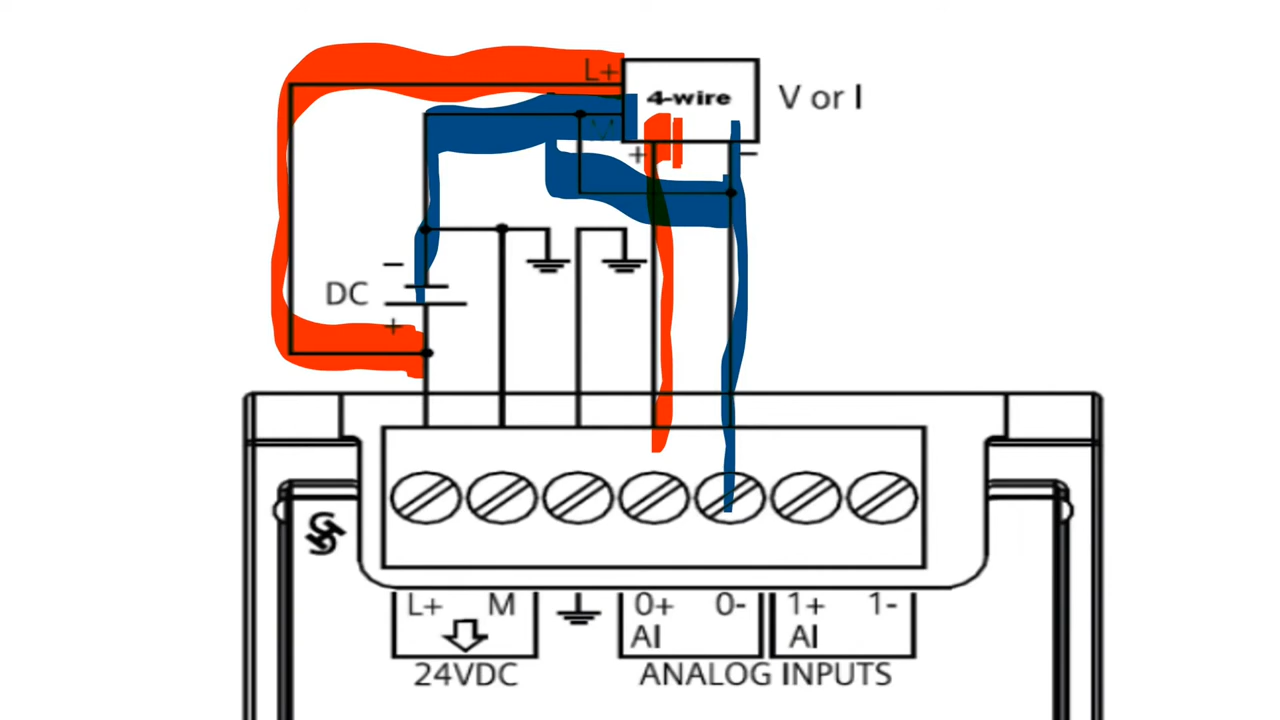 L+
4-wire
V or I
M
+ −
−
DC
+
L+ M 0+ 0- 1+ 1-
AI AI
24VDC ANALOG INPUTS